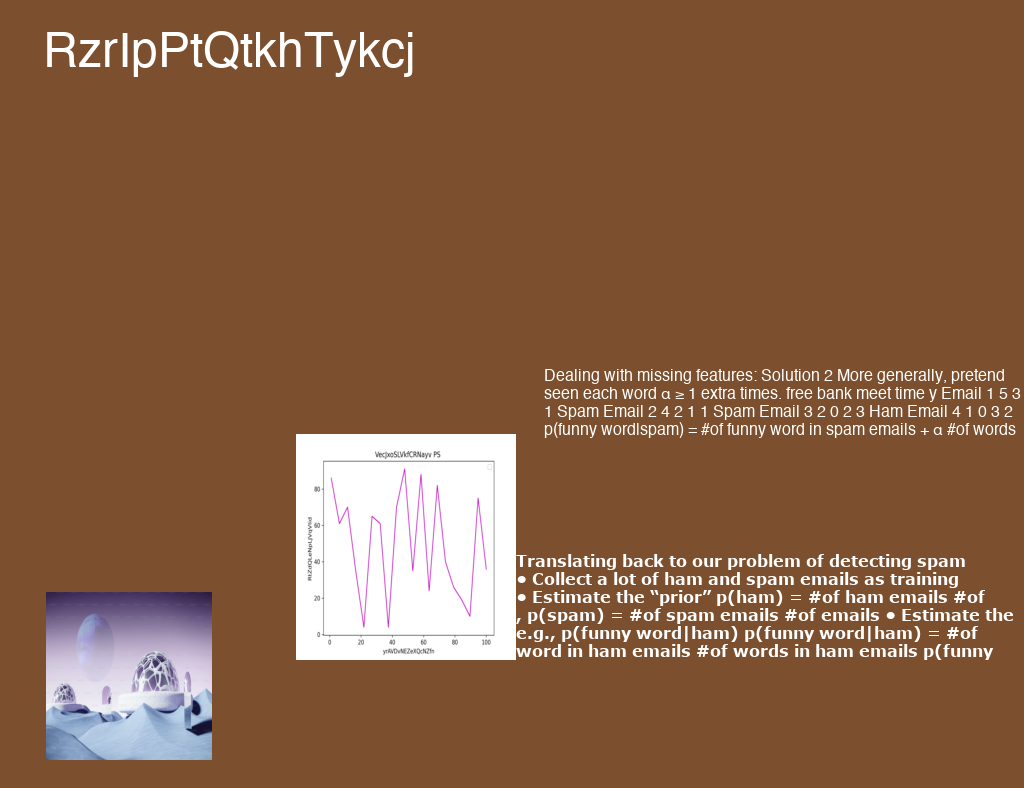 RzrIpPtQtkhTykcj
Dealing with missing features: Solution 2 More generally, pretend
seen each word α ≥ 1 extra times. free bank meet time y Email 1 5 3
1 Spam Email 2 4 2 1 1 Spam Email 3 2 0 2 3 Ham Email 4 1 0 3 2
p(funny word|spam) = #of funny word in spam emails + α #of words
VecJxoSLVkfCRNayv PS
80
60
40
20
0
0 20 40 60 80 100
yrAVDvNEZeXQcNZfn
Translating back to our problem of detecting spam
• Collect a lot of ham and spam emails as training
• Estimate the “prior” p(ham) = #of ham emails #of
, p(spam) = #of spam emails #of emails • Estimate the
e.g., p(funny word|ham) p(funny word|ham) = #of
word in ham emails #of words in ham emails p(funny